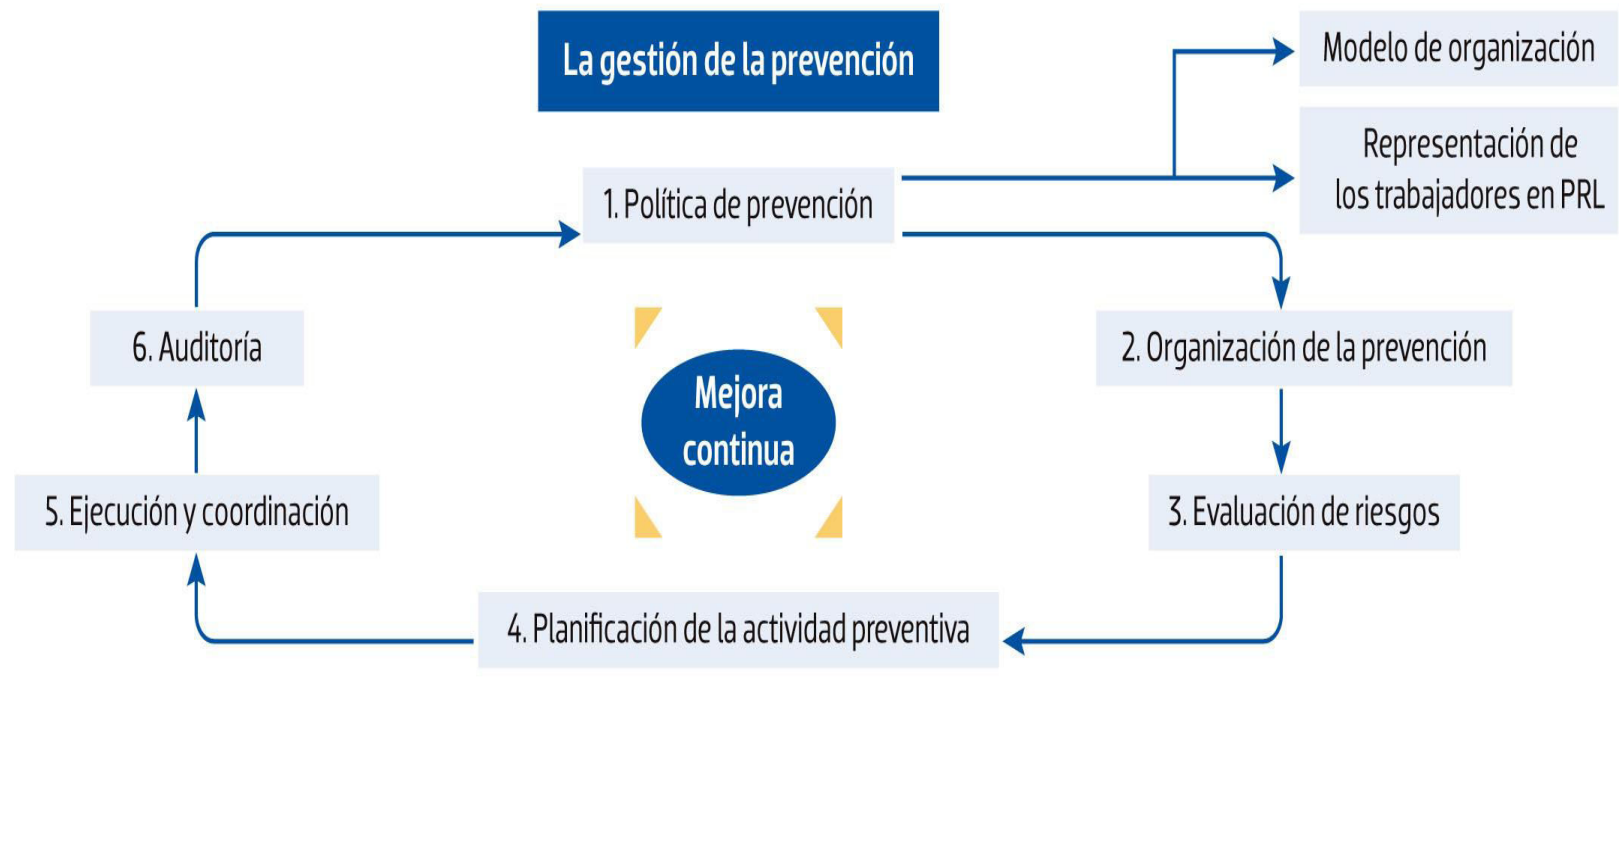 La gestión de la prevención
Modelo de organización
Representación de
los trabajadores en PRL
1. Política de prevención
2. Organización de la prevención
3. Evaluación de riesgos
4. Planificación de la actividad preventiva
5. Ejecución y coordinación
6. Auditoría
Mejora
continua